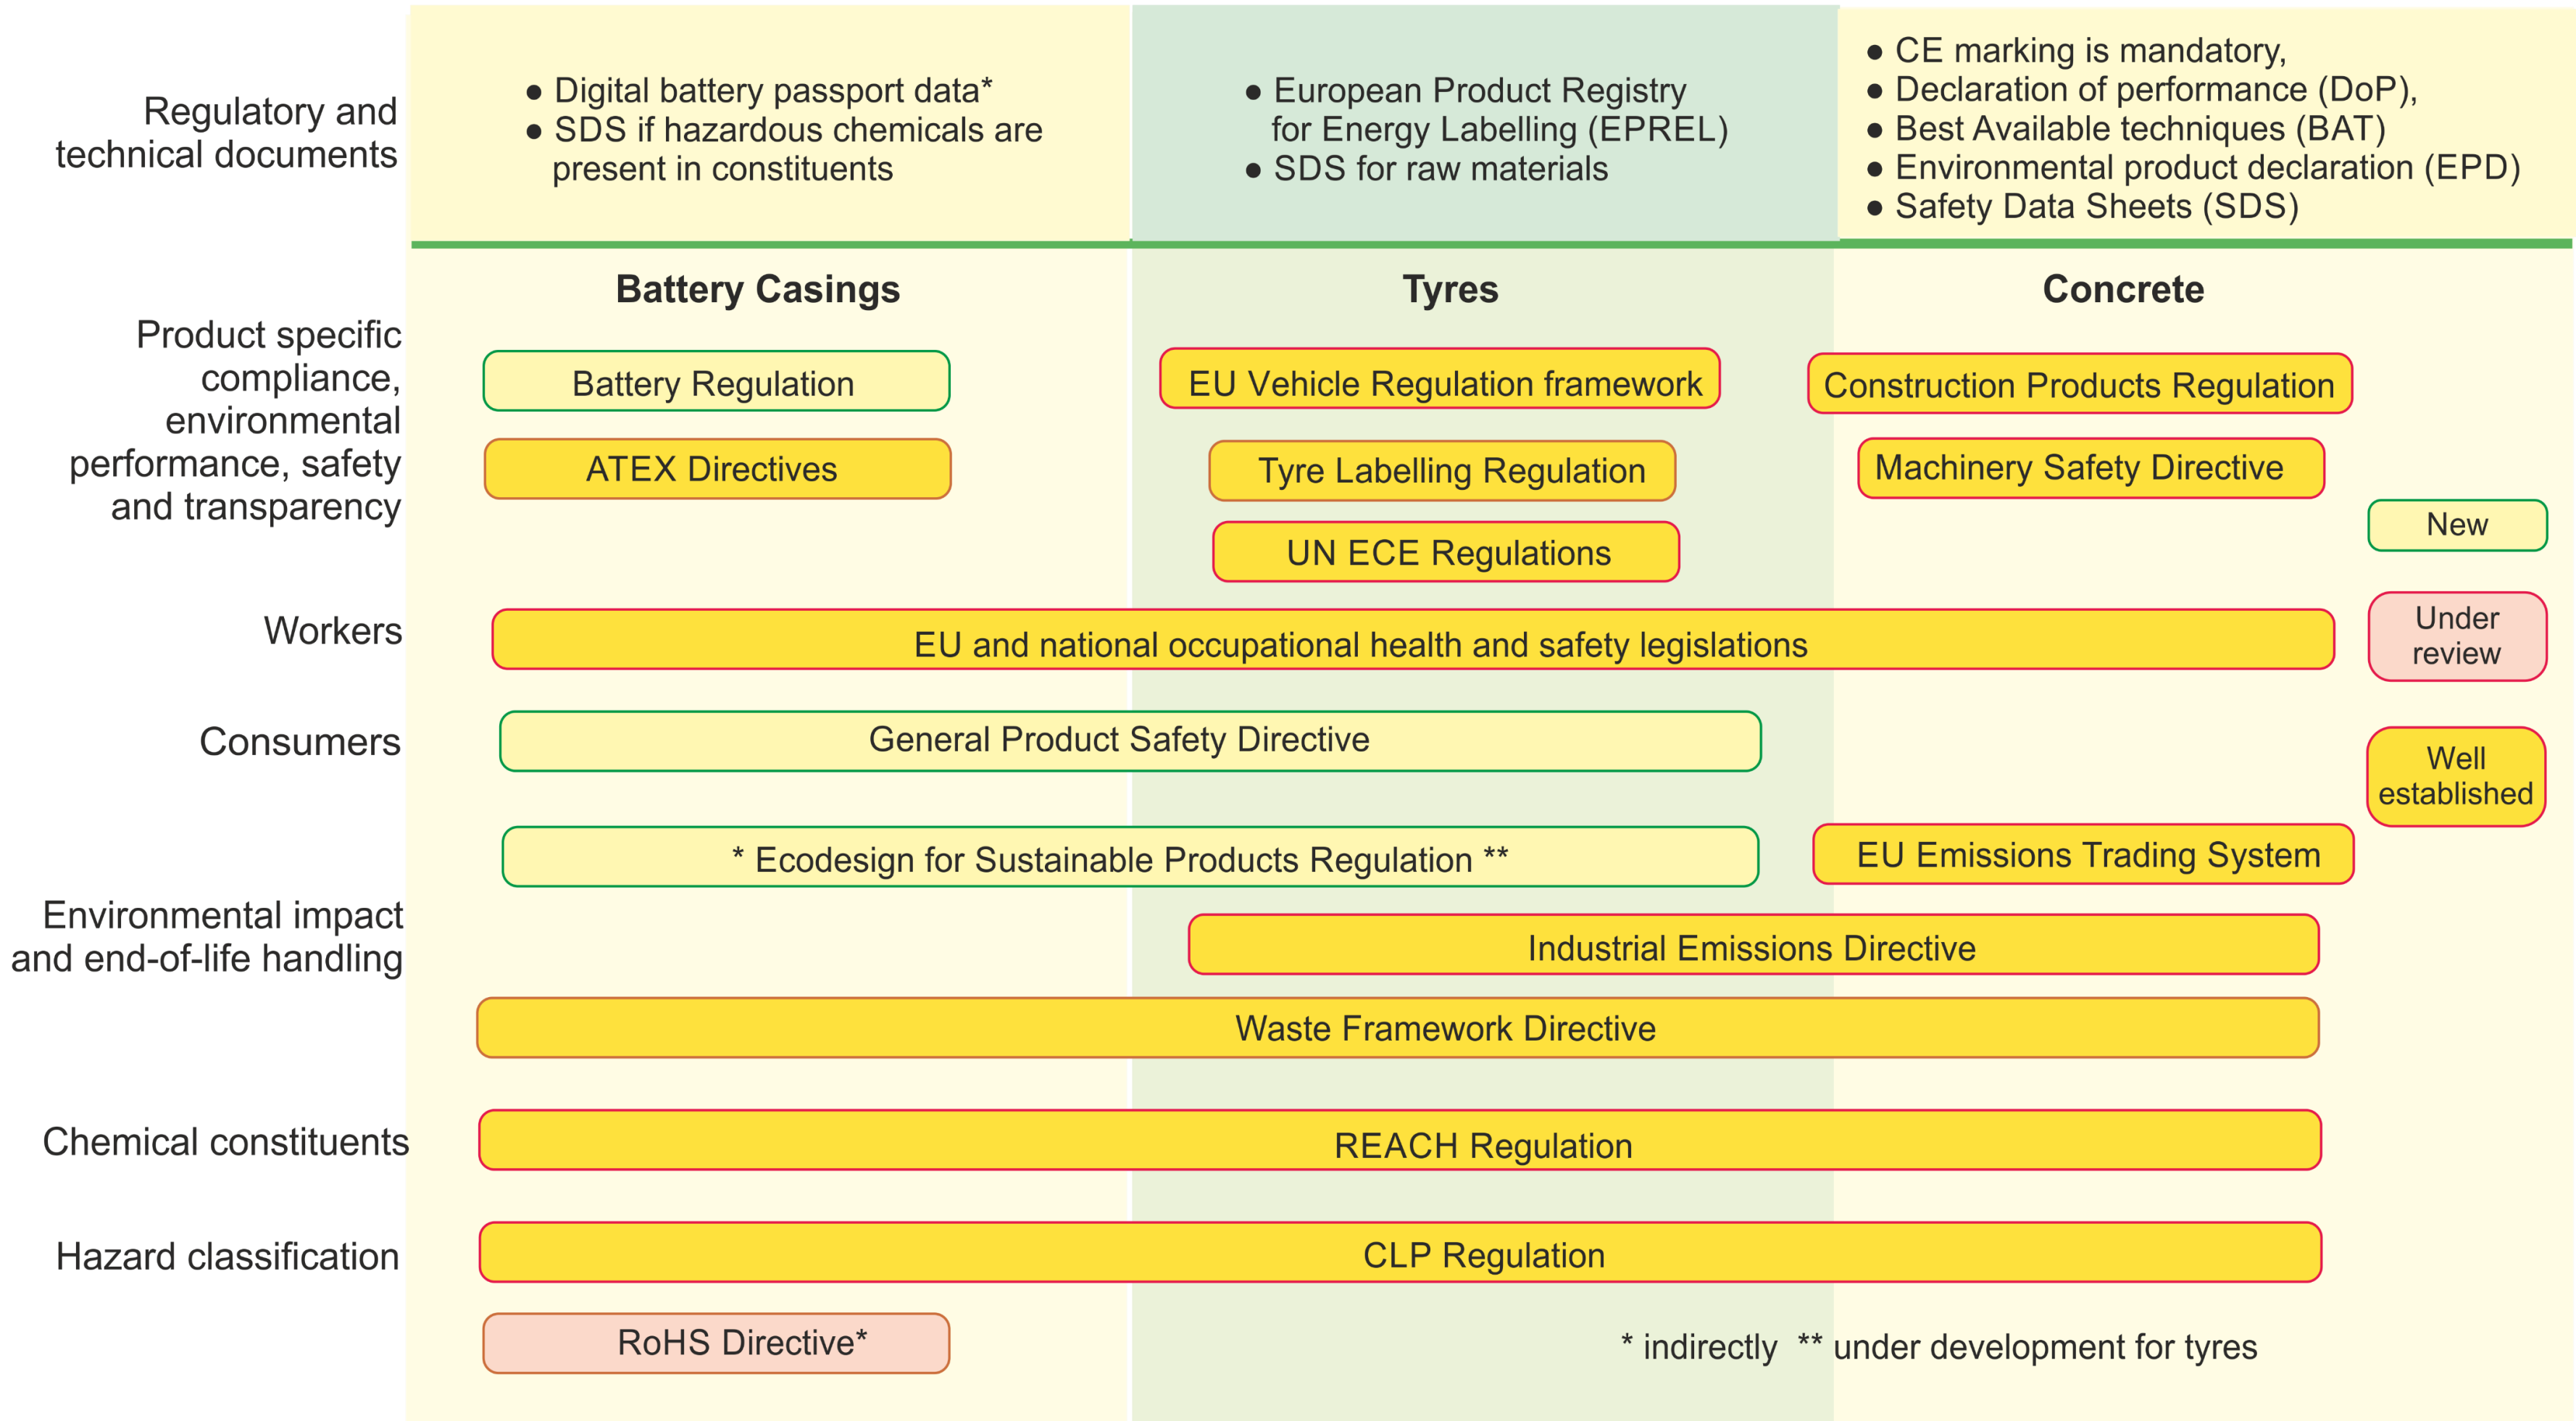 Regulatory and
technical documents
● Digital battery passport data*
● SDS if hazardous chemicals are
present in constituents
● European Product Registry
for Energy Labelling (EPREL)
● SDS for raw materials
● CE marking is mandatory,
● Declaration of performance (DoP),
● Best Available techniques (BAT)
● Environmental product declaration (EPD)
● Safety Data Sheets (SDS)
Battery Casings
Tyres
Concrete
Product specific
compliance,
environmental
performance, safety
and transparency
Battery Regulation
EU Vehicle Regulation framework
Construction Products Regulation
ATEX Directives
Tyre Labelling Regulation
Machinery Safety Directive
UN ECE Regulations
New
Workers
EU and national occupational health and safety legislations
Under
review
Consumers
General Product Safety Directive
Well
established
* Ecodesign for Sustainable Products Regulation **
EU Emissions Trading System
Environmental impact
and end-of-life handling
Industrial Emissions Directive
Waste Framework Directive
Chemical constituents
REACH Regulation
Hazard classification
CLP Regulation
RoHS Directive*
* indirectly ** under development for tyres